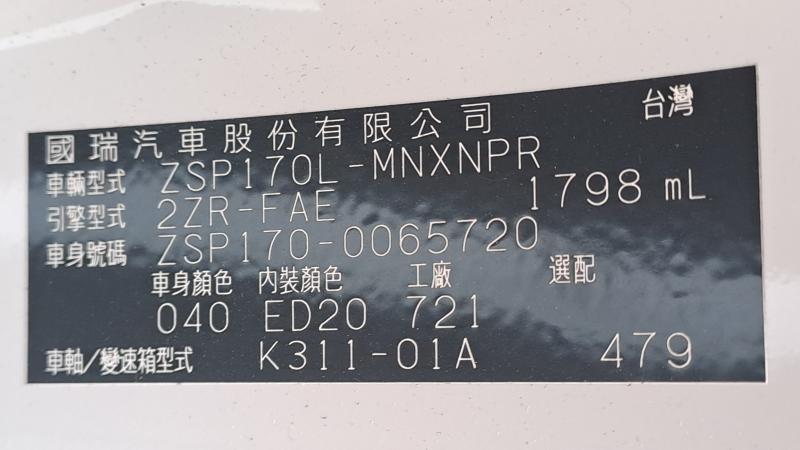 國瑞汽車股份有限公司 台灣
車輛型式 ZSP170L-MNXNPR
引擎型式 2ZR-FAE 1798 mL
車身號碼 ZSP170-0065720
車身顏色 內裝顏色 工廠 選配
040 ED20 721
車軸/變速箱型式 K311-01A 479